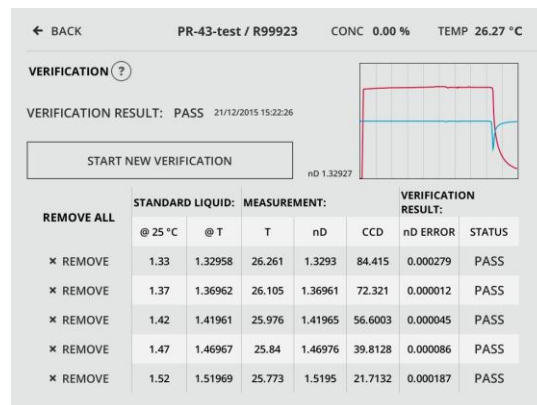 ← BACK PR-43-test / R99923 CONC 0.00 % TEMP 26.27 °C
VERIFICATION ?
VERIFICATION RESULT: PASS 21/12/2015 15:22:26
START NEW VERIFICATION
nD 1.32927
REMOVE ALL STANDARD LIQUID: MEASUREMENT: VERIFICATION RESULT:
@ 25 °C @ T T nD CCD nD ERROR STATUS
× REMOVE 1.33 1.32958 26.261 1.3293 84.415 0.000279 PASS
× REMOVE 1.37 1.36962 26.105 1.36961 72.321 0.000012 PASS
× REMOVE 1.42 1.41961 25.976 1.41965 56.6003 0.000045 PASS
× REMOVE 1.47 1.46967 25.84 1.46976 39.8128 0.000086 PASS
× REMOVE 1.52 1.51969 25.773 1.5195 21.7132 0.000187 PASS